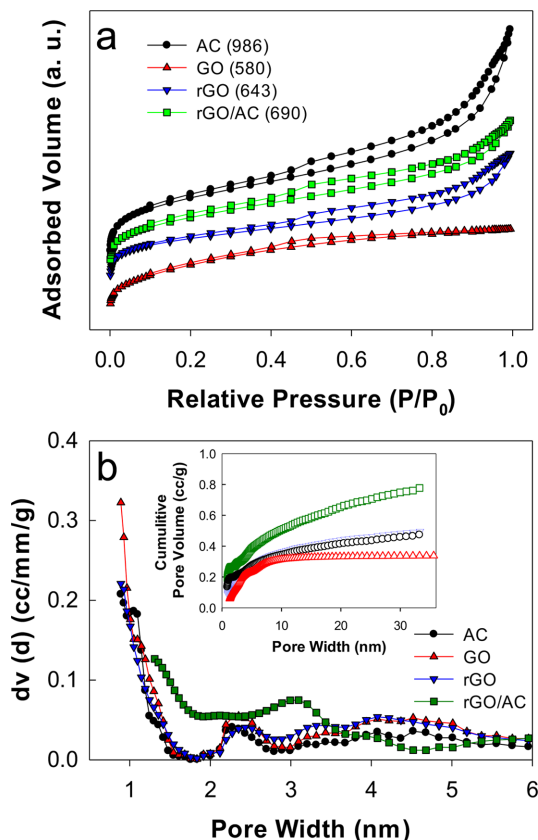 a
AC (986)
GO (580)
rGO (643)
rGO/AC (690)
Adsorbed Volume (a. u.)
0.0 0.2 0.4 0.6 0.8 1.0
Relative Pressure (P/P0)
b
0.4
0.3
0.2
0.1
0.0
dv (d) (cc/mm/g)
1.0
0.8
0.6
0.4
0.2
0.0
Cumulitive
Pore Volume (cc/g)
0 10 20 30
Pore Width (nm)
AC
GO
rGO
rGO/AC
1 2 3 4 5 6
Pore Width (nm)